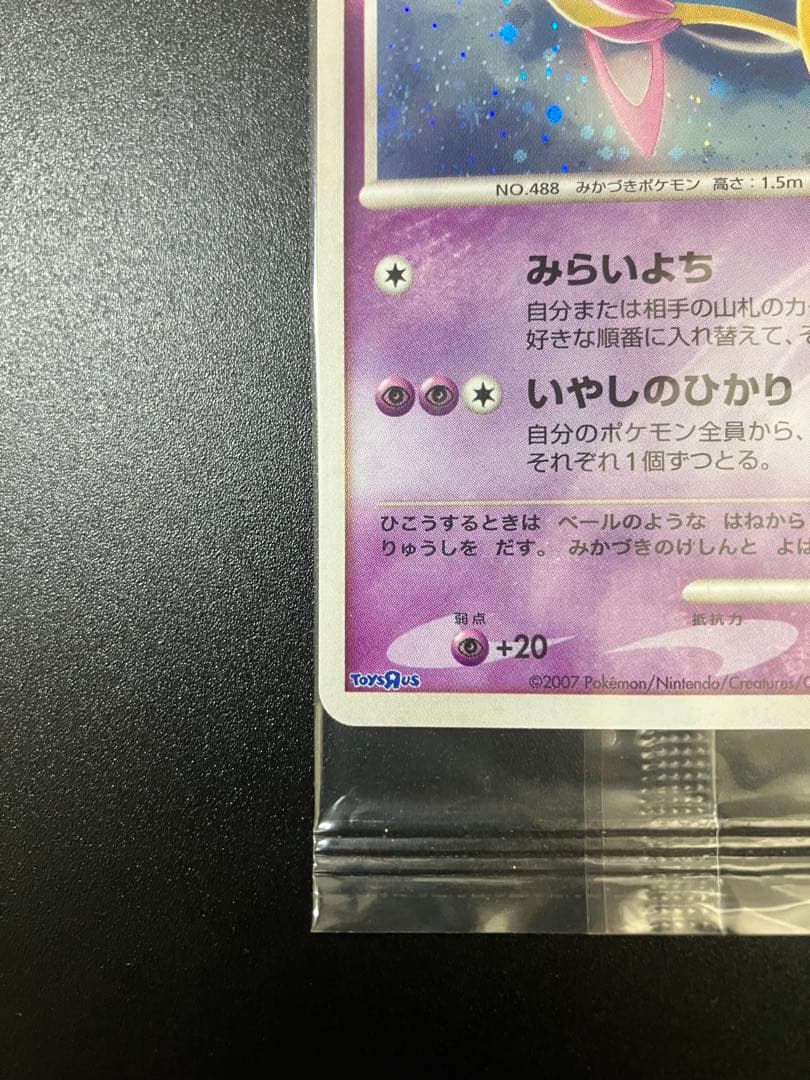 NO.488 みかづきポケモン 高さ：1.5m
みらいよち
自分または相手の山札のカ
好きな順番に入れ替えて、そ
いやしのひかり
自分のポケモン全員から、
それぞれ1個ずつとる。
ひこうするときは ベールのような はねから
りゅうしを だす。 みかづきのけしんと よば
弱点 抵抗力
+20
TOYSЯUS
©2007 Pokémon/Nintendo/Creatures/